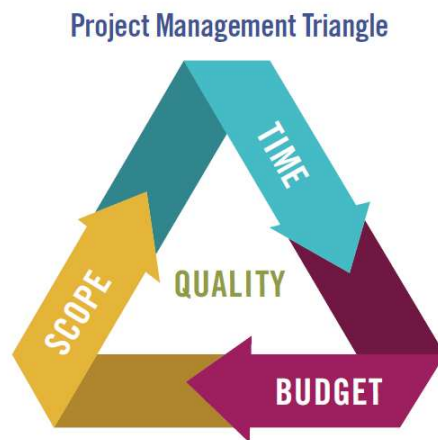 Project Management Triangle
TIME
QUALITY
SCOPE
BUDGET